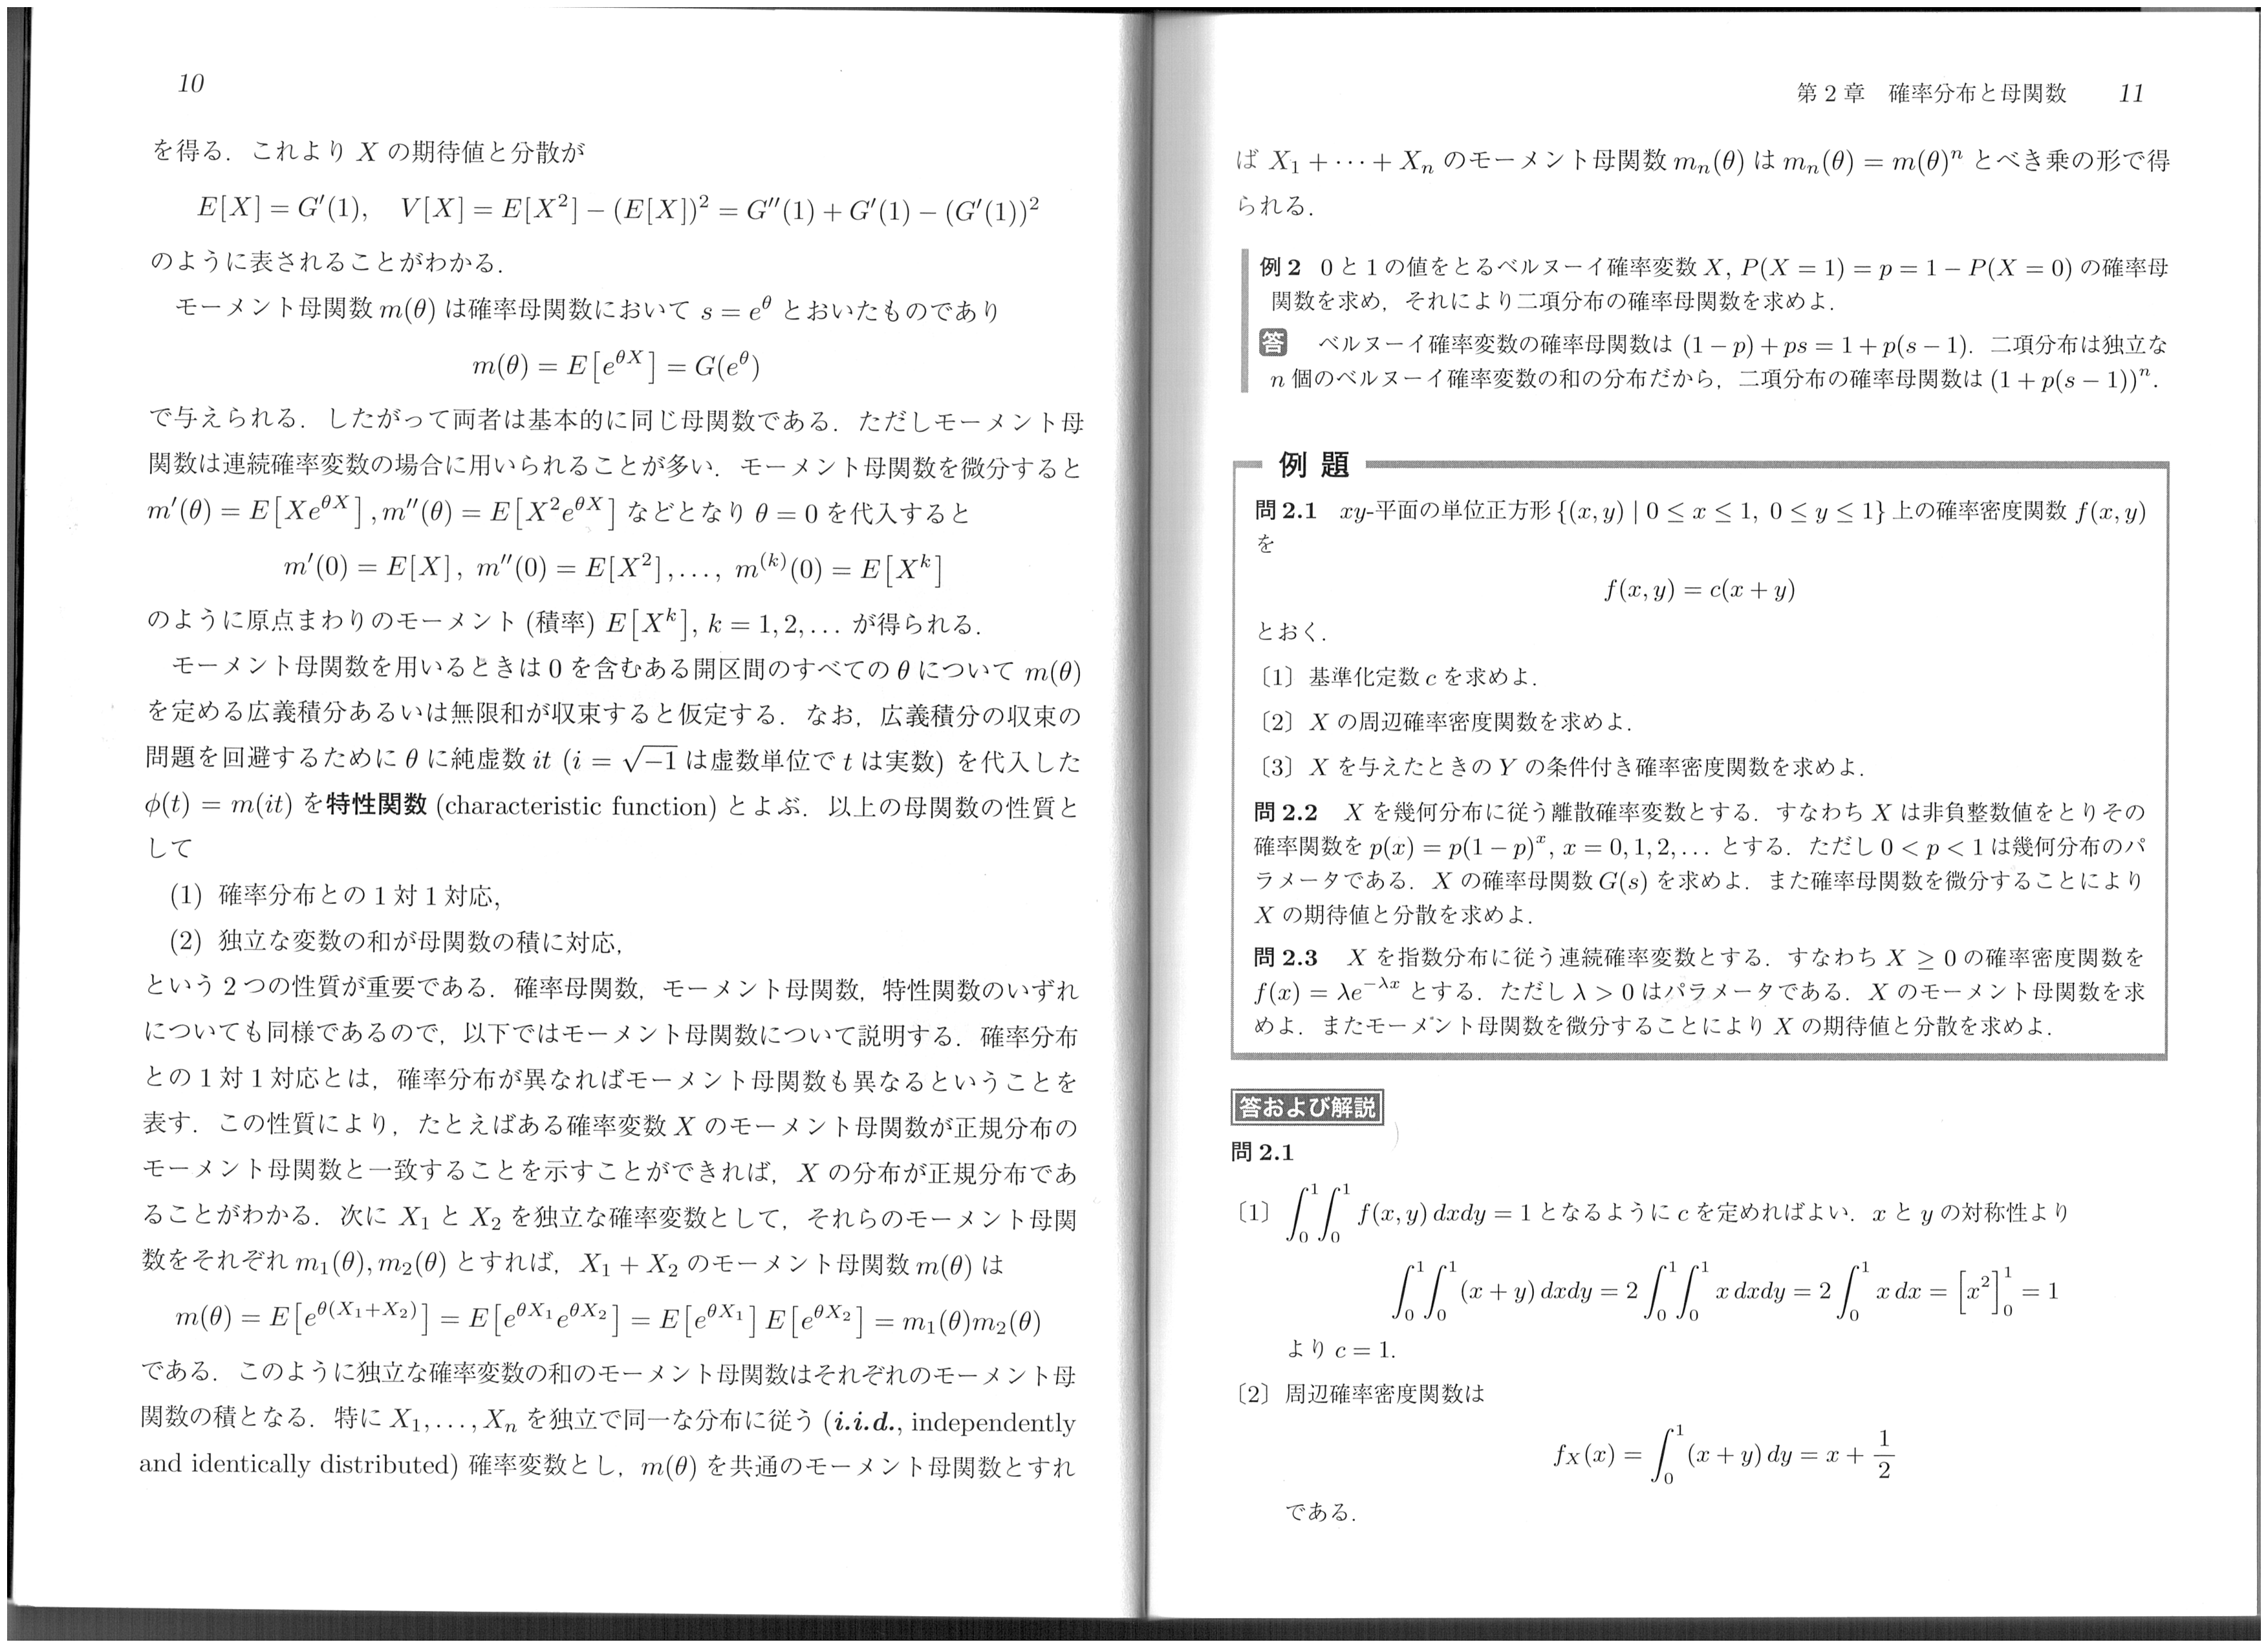 10
を得る．これより X の期待値と分散が
E[X] = G′(1), V[X] = E[X²] − (E[X])² = G″(1) + G′(1) − (G′(1))²
のように表されることがわかる．
モーメント母関数 m(θ) は確率母関数において s = e^θ とおいたものであり
m(θ) = E[e^{θX}] = G(e^θ)
で与えられる．したがって両者は基本的に同じ母関数である．ただしモーメント母
関数は連続確率変数の場合に用いられることが多い．モーメント母関数を微分すると
m′(θ) = E[Xe^{θX}] , m″(θ) = E[X²e^{θX}] などとなり θ = 0 を代入すると
m′(0) = E[X], m″(0) = E[X²], …, m^{(k)}(0) = E[X^k]
のように原点まわりのモーメント (積率) E[X^k], k = 1, 2, … が得られる．
モーメント母関数を用いるときは 0 を含むある開区間のすべての θ について m(θ)
を定める広義積分あるいは無限和が収束すると仮定する．なお，広義積分の収束の
問題を回避するために θ に純虚数 it (i = √−1 は虚数単位で t は実数) を代入した
ϕ(t) = m(it) を特性関数 (characteristic function) とよぶ．以上の母関数の性質と
して
(1) 確率分布との 1 対 1 対応,
(2) 独立な変数の和が母関数の積に対応,
という 2 つの性質が重要である．確率母関数，モーメント母関数，特性関数のいずれ
についても同様であるので，以下ではモーメント母関数について説明する．確率分布
との 1 対 1 対応とは，確率分布が異なればモーメント母関数も異なるということを
表す．この性質により，たとえばある確率変数 X のモーメント母関数が正規分布の
モーメント母関数と一致することを示すことができれば，X の分布が正規分布であ
ることがわかる．次に X₁ と X₂ を独立な確率変数として，それらのモーメント母関
数をそれぞれ m₁(θ), m₂(θ) とすれば，X₁ + X₂ のモーメント母関数 m(θ) は
m(θ) = E[e^{θ(X₁+X₂)}] = E[e^{θX₁}e^{θX₂}] = E[e^{θX₁}] E[e^{θX₂}] = m₁(θ)m₂(θ)
である．このように独立な確率変数の和のモーメント母関数はそれぞれのモーメント母
関数の積となる．特に X₁, …, Xₙ を独立で同一な分布に従う (i.i.d., independently
and identically distributed) 確率変数とし，m(θ) を共通のモーメント母関数とすれ
第 2 章 確率分布と母関数 11
ば X₁ + ⋯ + Xₙ のモーメント母関数 mₙ(θ) は mₙ(θ) = m(θ)ⁿ とべき乗の形で得
られる．
例 2 0 と 1 の値をとるベルヌーイ確率変数 X, P(X = 1) = p = 1 − P(X = 0) の確率母
関数を求め，それにより二項分布の確率母関数を求めよ．
答 ベルヌーイ確率変数の確率母関数は (1 − p) + ps = 1 + p(s − 1)．二項分布は独立な
n 個のベルヌーイ確率変数の和の分布だから，二項分布の確率母関数は (1 + p(s − 1))ⁿ．
例 題
問 2.1 xy-平面の単位正方形 {(x, y) | 0 ≤ x ≤ 1, 0 ≤ y ≤ 1} 上の確率密度関数 f(x, y)
を
f(x, y) = c(x + y)
とおく．
〔1〕基準化定数 c を求めよ．
〔2〕X の周辺確率密度関数を求めよ．
〔3〕X を与えたときの Y の条件付き確率密度関数を求めよ．
問 2.2 X を幾何分布に従う離散確率変数とする．すなわち X は非負整数値をとりその
確率関数を p(x) = p(1 − p)^x, x = 0, 1, 2, … とする．ただし 0 < p < 1 は幾何分布のパ
ラメータである．X の確率母関数 G(s) を求めよ．また確率母関数を微分することにより
X の期待値と分散を求めよ．
問 2.3 X を指数分布に従う連続確率変数とする．すなわち X ≥ 0 の確率密度関数を
f(x) = λe^{−λx} とする．ただし λ > 0 はパラメータである．X のモーメント母関数を求
めよ．またモーメント母関数を微分することにより X の期待値と分散を求めよ．
答および解説
問 2.1
〔1〕∫₀¹∫₀¹ f(x, y) dxdy = 1 となるように c を定めればよい．x と y の対称性より
∫₀¹∫₀¹ (x + y) dxdy = 2∫₀¹∫₀¹ x dxdy = 2∫₀¹ x dx = [x²]₀¹ = 1
より c = 1.
〔2〕周辺確率密度関数は
f_X(x) = ∫₀¹ (x + y) dy = x + 1/2
である．